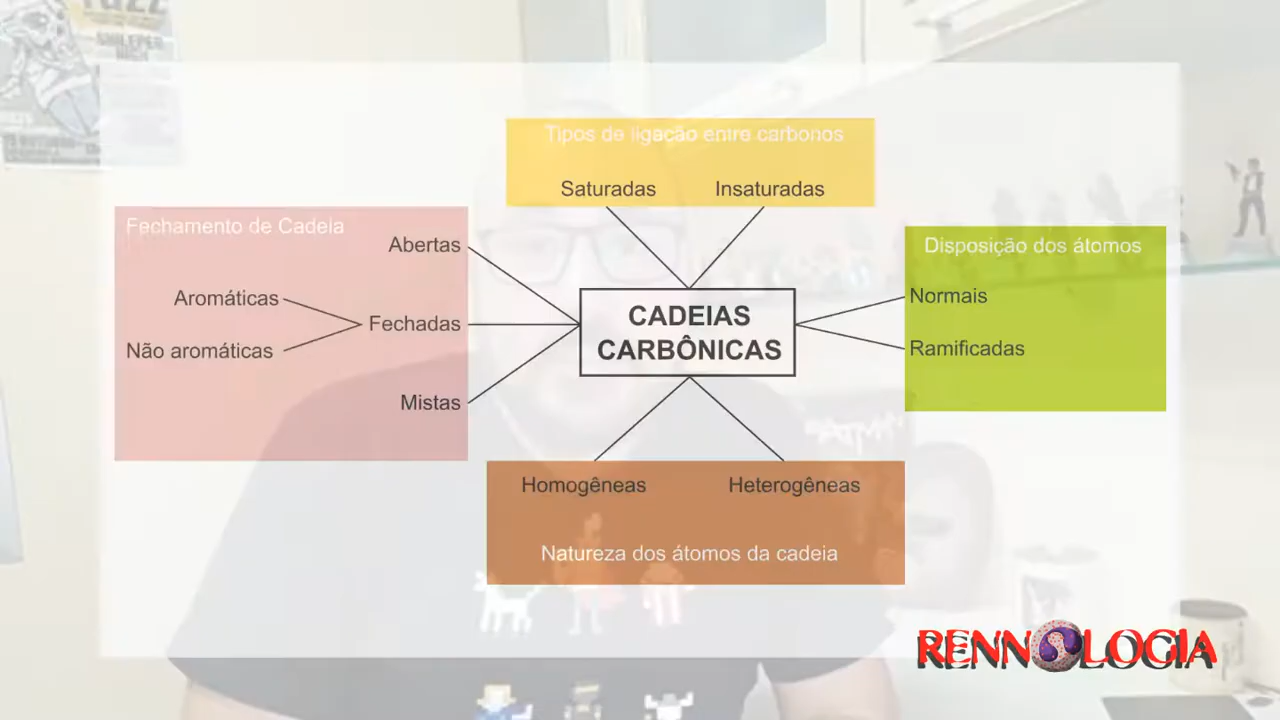 Tipos de ligação entre carbonos
Saturadas Insaturadas
Fechamento de Cadeia
Abertas
Aromáticas
Fechadas
Não aromáticas
Mistas
CADEIAS
CARBÔNICAS
Disposição dos átomos
Normais
Ramificadas
Homogêneas Heterogêneas
Natureza dos átomos da cadeia
RENNOLOGIA